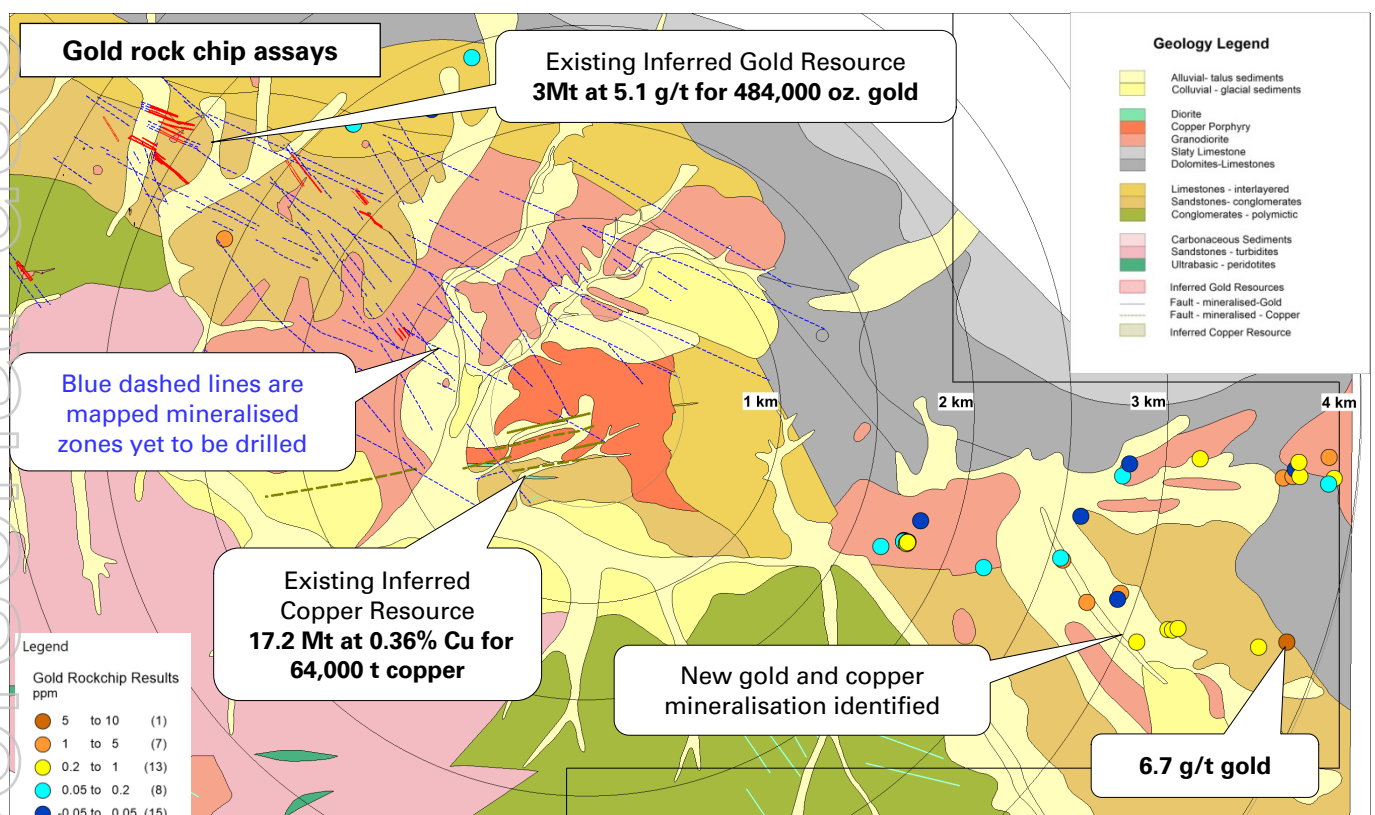 Gold rock chip assays
Existing Inferred Gold Resource
3Mt at 5.1 g/t for 484,000 oz. gold
Geology Legend
Alluvial- talus sediments
Colluvial - glacial sediments
Diorite
Copper Porphyry
Granodiorite
Slaty Limestone
Dolomites-Limestones
Limestones - interlayered
Sandstones- conglomerates
Conglomerates - polymictic
Carbonaceous Sediments
Sandstones - turbidites
Ultrabasic - peridotites
Inferred Gold Resources
Fault - mineralised-Gold
Fault - mineralised - Copper
Inferred Copper Resource
Blue dashed lines are
mapped mineralised
zones yet to be drilled
1 km
2 km
3 km
4 km
Existing Inferred
Copper Resource
17.2 Mt at 0.36% Cu for
64,000 t copper
New gold and copper
mineralisation identified
6.7 g/t gold
Legend
Gold Rockchip Results
ppm
5 to 10 (1)
1 to 5 (7)
0.2 to 1 (13)
0.05 to 0.2 (8)
-0.05 to 0.05 (15)